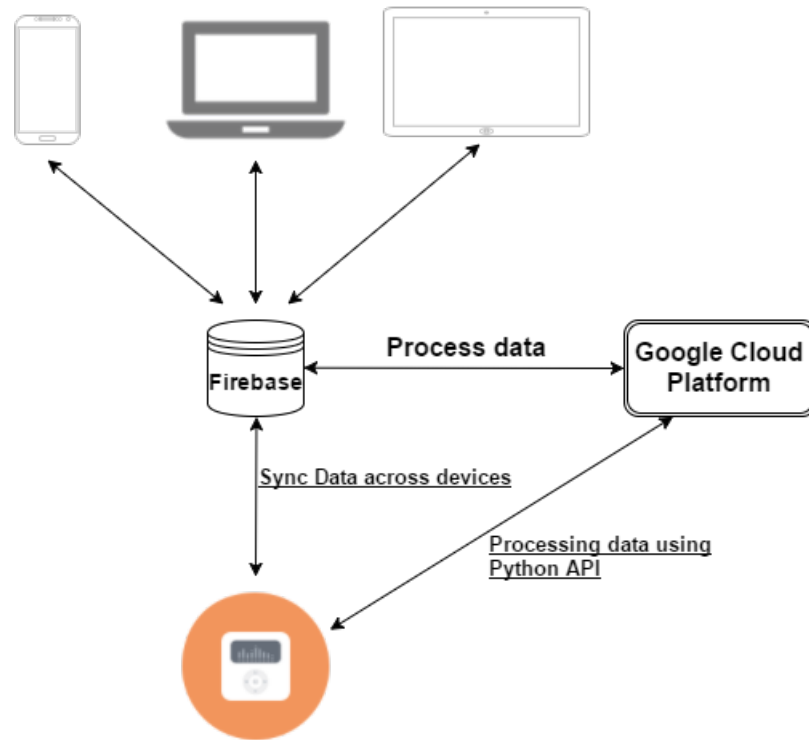 Process data
Google Cloud
Platform
Firebase
Sync Data across devices
Processing data using
Python API